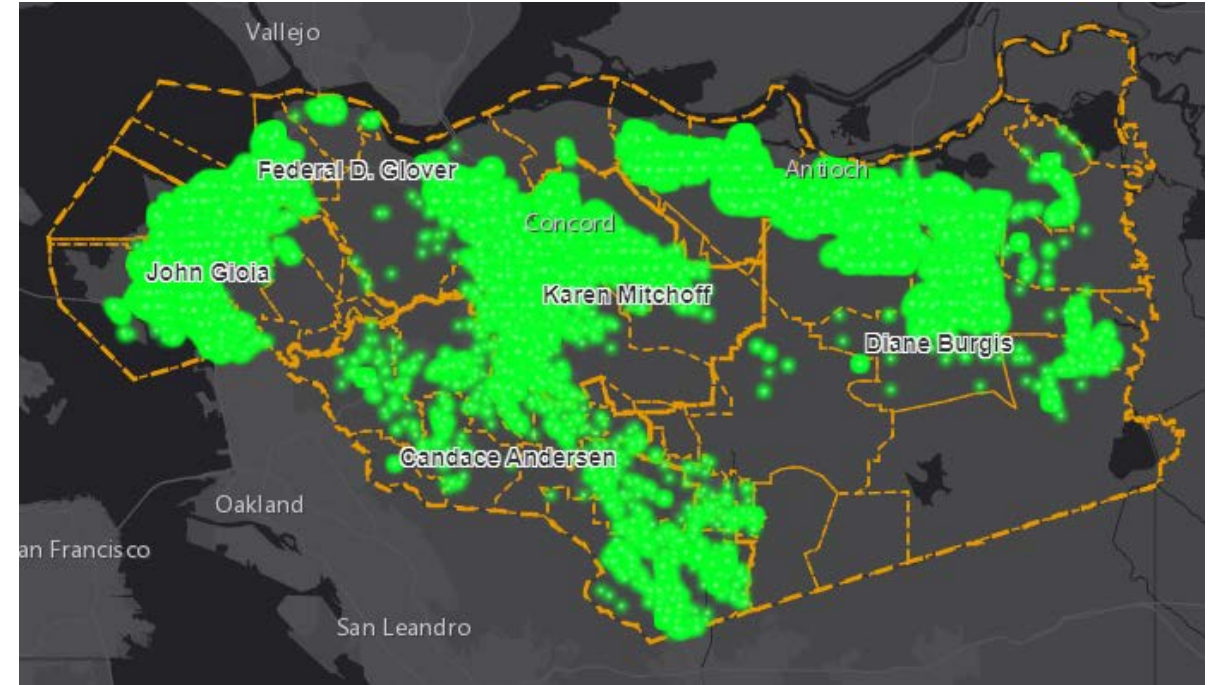 Vallejo
Federal D. Glover
Antioch
Concord
John Gioia
Karen Mitchoff
Diane Burgis
Candace Andersen
Oakland
an Francisco
San Leandro